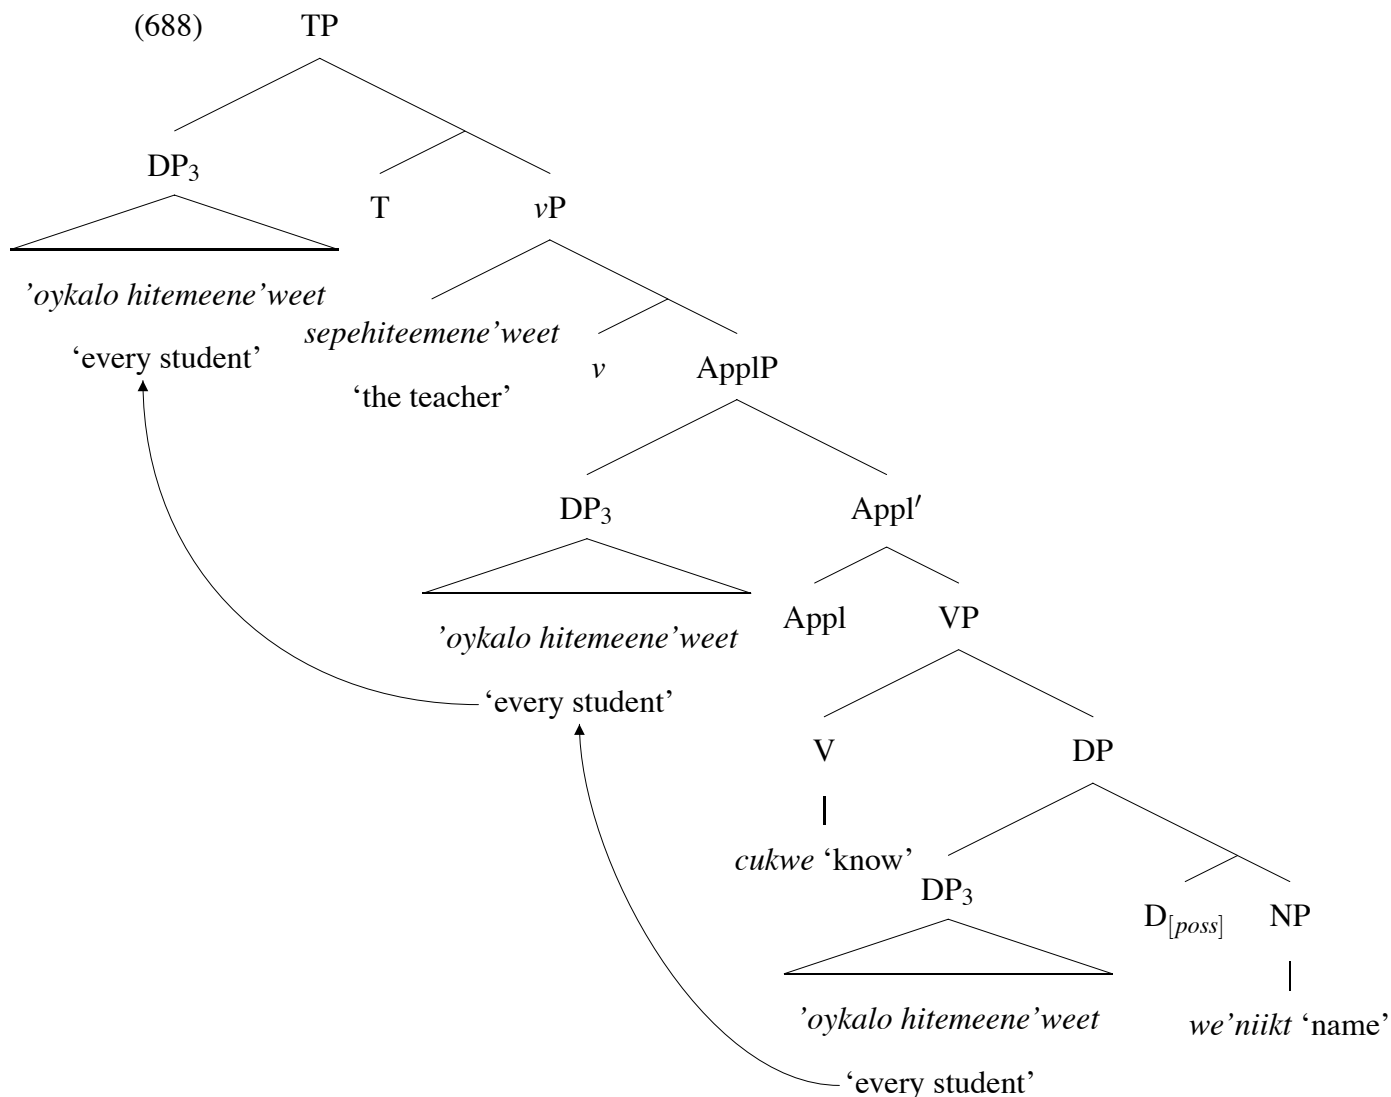 (688) TP
DP3
T vP
’oykalo hitemeene’weet
sepehiteemene’weet
‘every student’
v ApplP
‘the teacher’
DP3 Appl′
Appl VP
’oykalo hitemeene’weet
‘every student’
V DP
cukwe ‘know’
DP3
D[poss] NP
’oykalo hitemeene’weet
we’niikt ‘name’
‘every student’